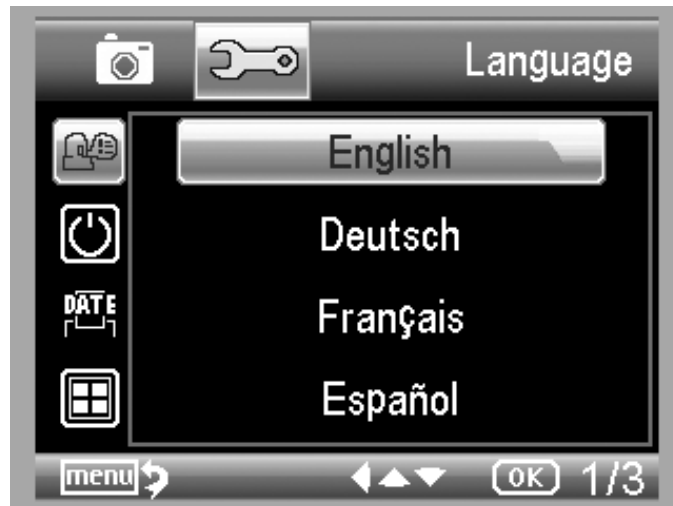 Language
English
Deutsch
Français
DATE
Español
menu OK 1/3